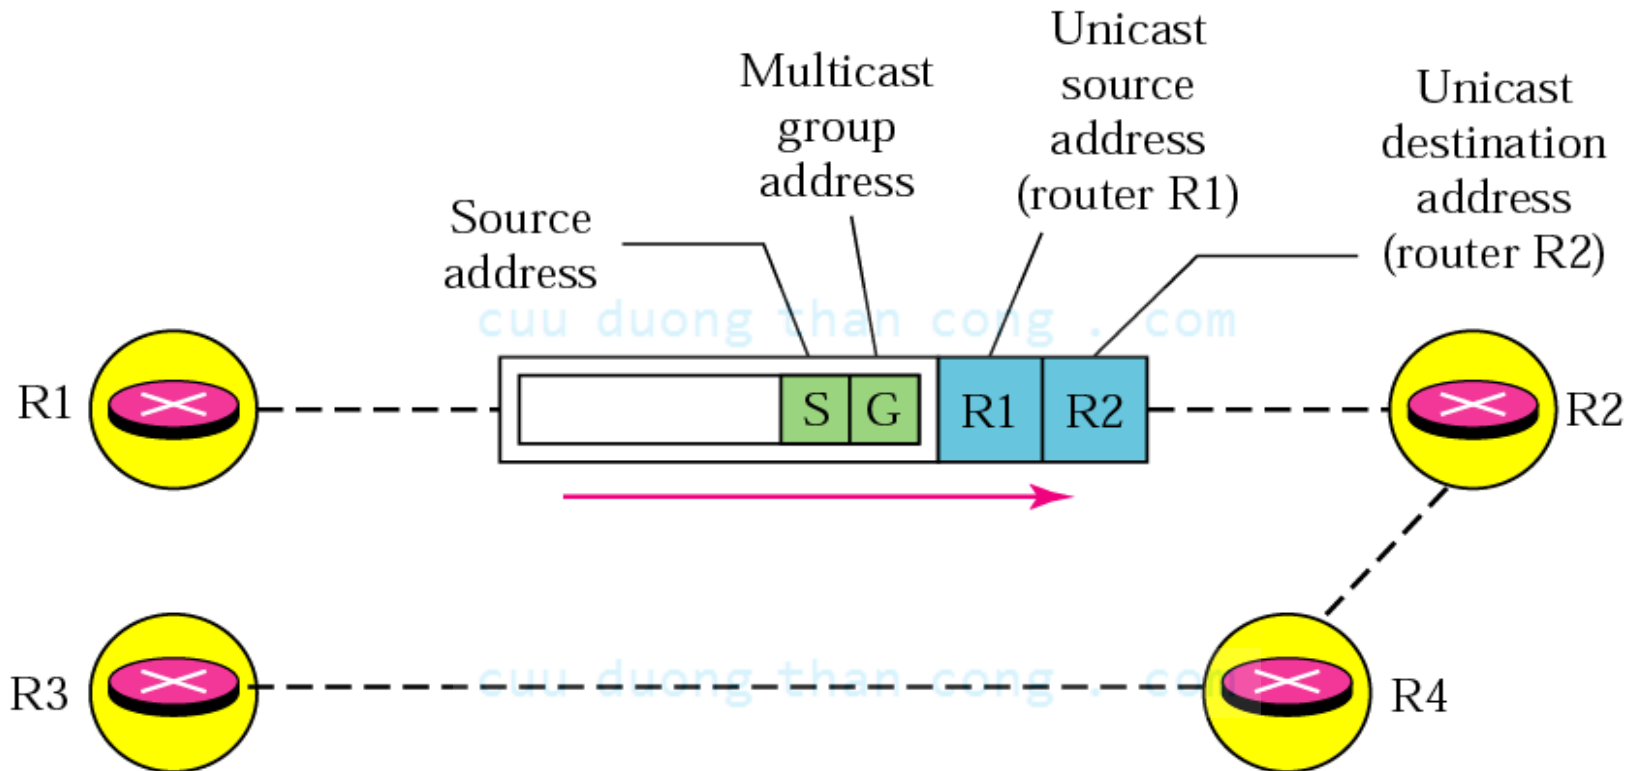 Unicast
source
address
(router R1)
Multicast
group
address
Unicast
destination
address
(router R2)
Source
address
cuu duong than cong . com
R1
S G R1 R2
R2
R3
cuu duong than cong . com
R4